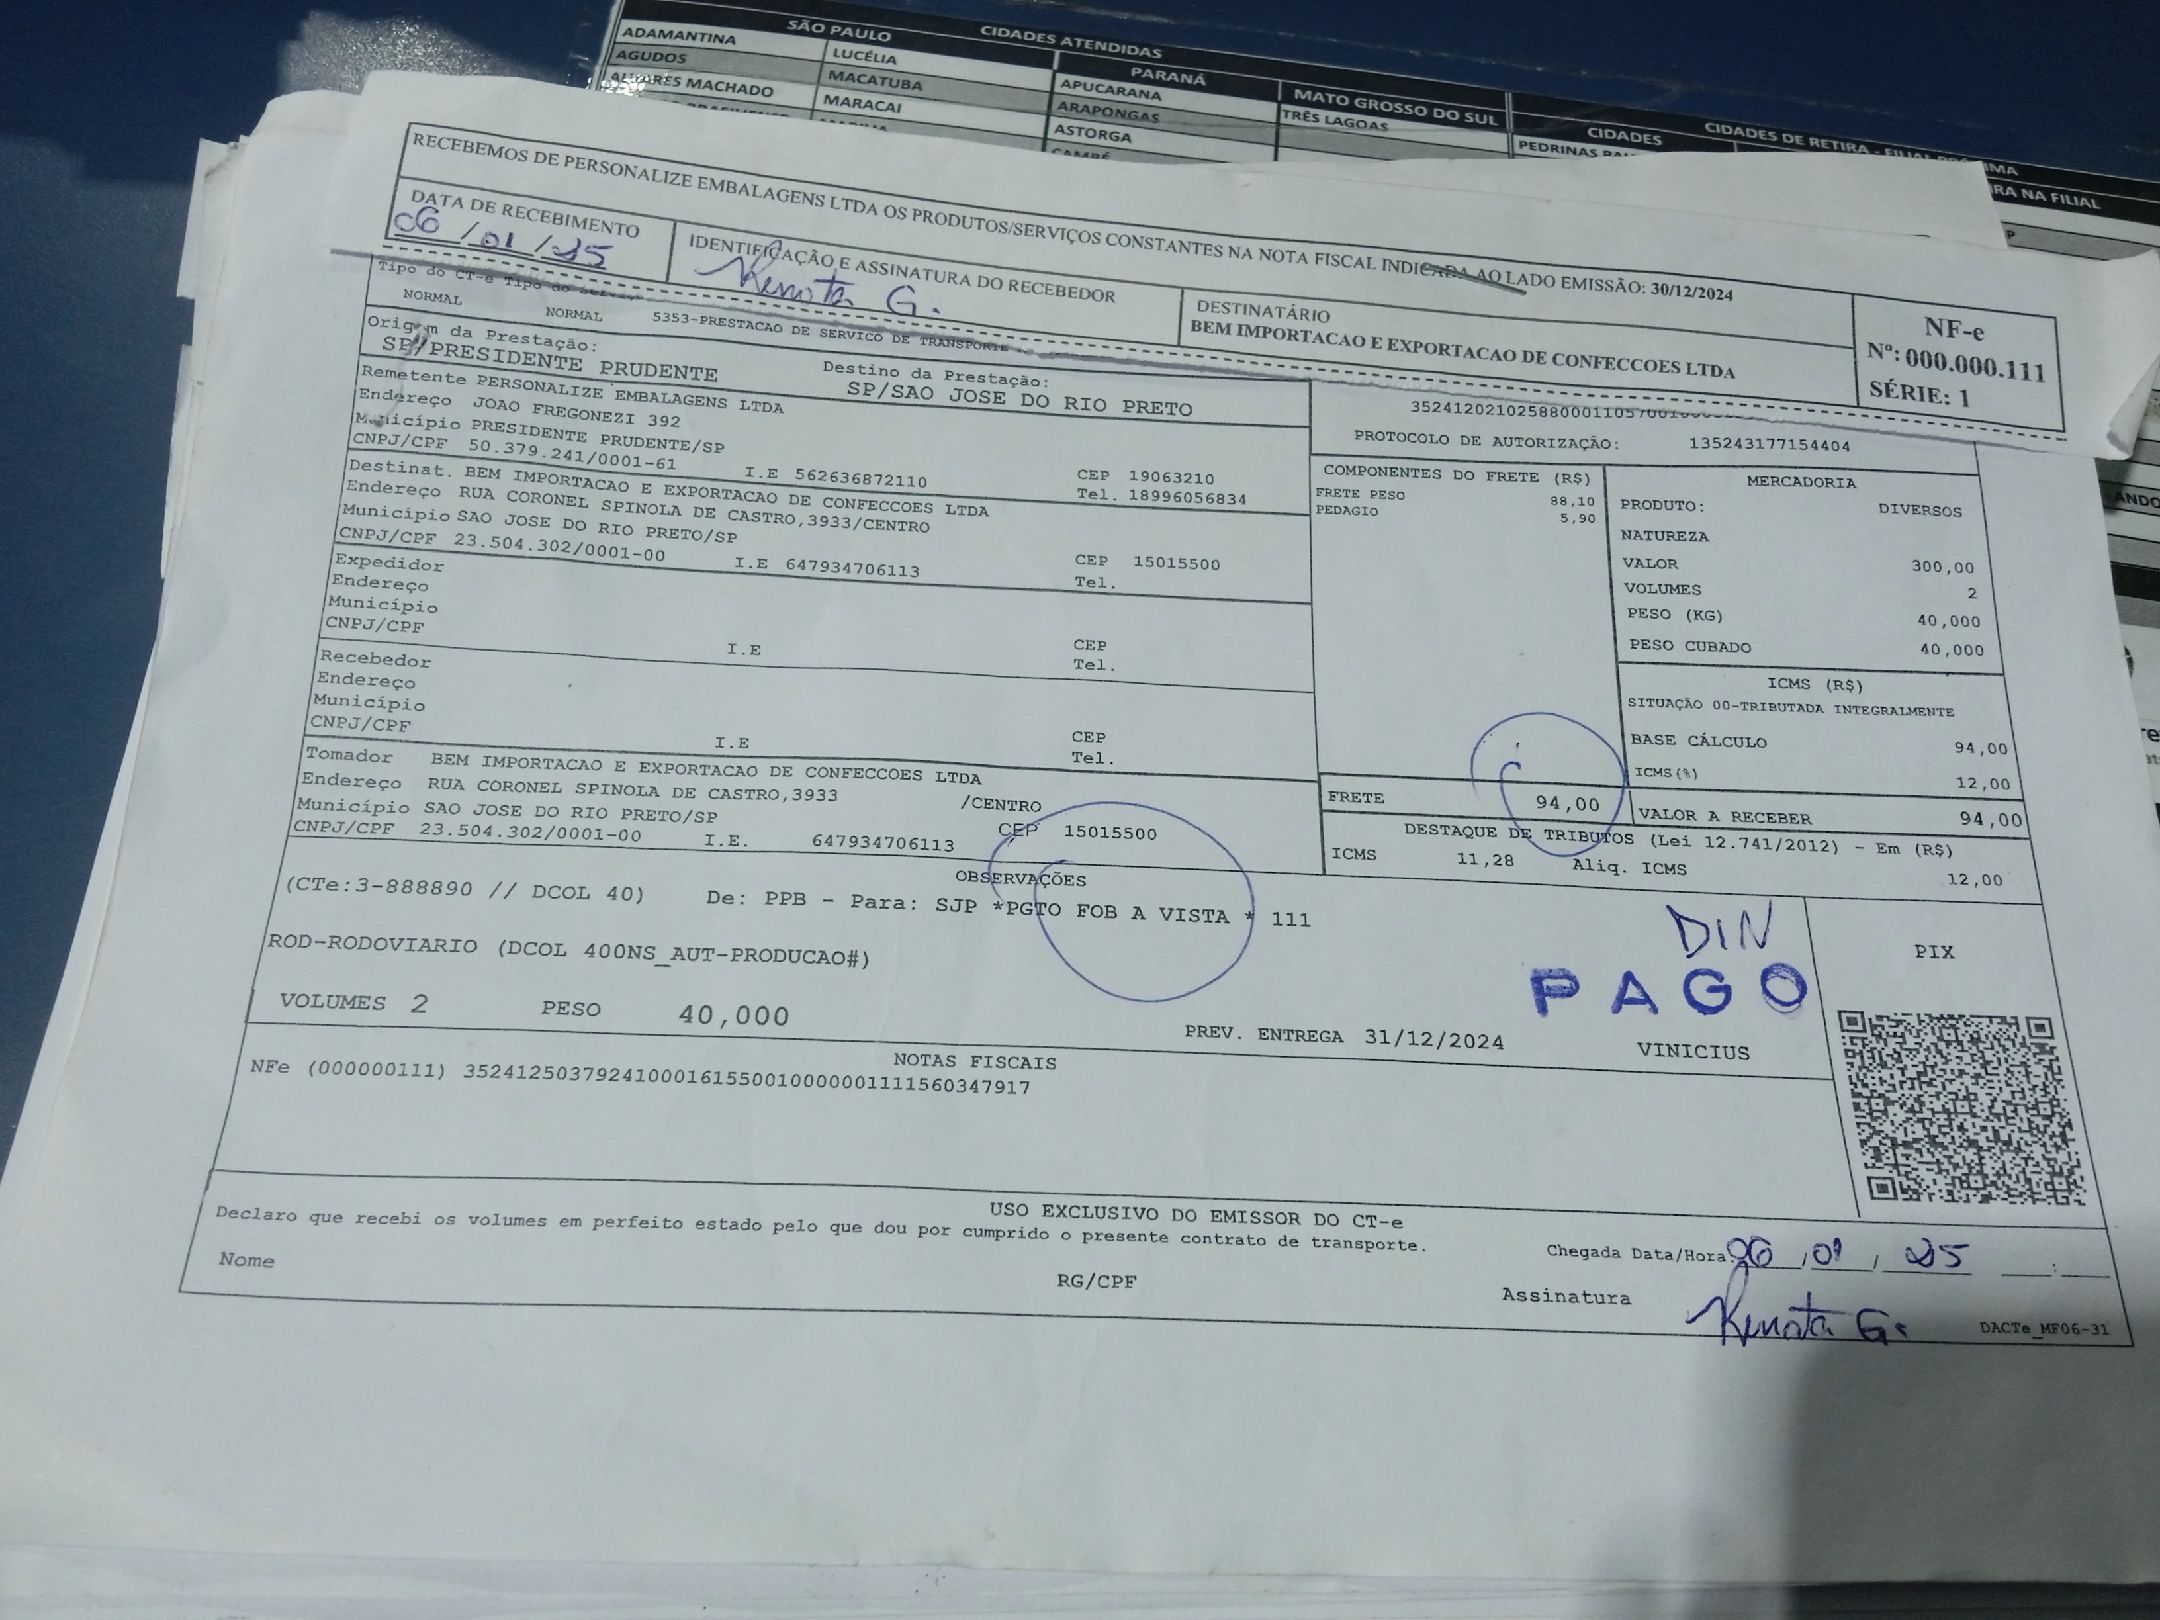 SÃO PAULO CIDADES ATENDIDAS
ADAMANTINA LUCÉLIA PARANÁ MATO GROSSO DO SUL CIDADES DE RETIRA - FILIAL
AGUDOS MACATUBA APUCARANA TRÊS LAGOAS CIDADES RA NA FILIAL
MACHADO MARACAI ARAPONGAS PEDRINAS
ASTORGA
CAMBÉ
RECEBEMOS DE PERSONALIZE EMBALAGENS LTDA OS PRODUTOS/SERVIÇOS CONSTANTES NA NOTA FISCAL INDICADA AO LADO EMISSÃO: 30/12/2024
DATA DE RECEBIMENTO
06/01/25
IDENTIFICAÇÃO E ASSINATURA DO RECEBEDOR
Renata G.
DESTINATÁRIO
BEM IMPORTACAO E EXPORTACAO DE CONFECCOES LTDA
NF-e
Nº: 000.000.111
SÉRIE: 1
Tipo do CT-e Tipo do
NORMAL NORMAL 5353-PRESTACAO DE SERVICO DE TRANSPORTE
Origem da Prestação:
SP/PRESIDENTE PRUDENTE
Destino da Prestação:
SP/SAO JOSE DO RIO PRETO
Remetente PERSONALIZE EMBALAGENS LTDA
Endereço JOAO FREGONEZI 392
Município PRESIDENTE PRUDENTE/SP CEP 19063210
CNPJ/CPF 50.379.241/0001-61 I.E 562636872110 Tel. 18996056834
Destinat. BEM IMPORTACAO E EXPORTACAO DE CONFECCOES LTDA
Endereço RUA CORONEL SPINOLA DE CASTRO,3933/CENTRO
Município SAO JOSE DO RIO PRETO/SP CEP 15015500
CNPJ/CPF 23.504.302/0001-00 I.E 647934706113 Tel.
Expedidor
Endereço
Município CEP
CNPJ/CPF I.E Tel.
Recebedor
Endereço
Município CEP
CNPJ/CPF I.E Tel.
Tomador BEM IMPORTACAO E EXPORTACAO DE CONFECCOES LTDA
Endereço RUA CORONEL SPINOLA DE CASTRO,3933 /CENTRO
Município SAO JOSE DO RIO PRETO/SP CEP 15015500
CNPJ/CPF 23.504.302/0001-00 I.E. 647934706113
PROTOCOLO DE AUTORIZAÇÃO: 135243177154404
COMPONENTES DO FRETE (R$)
FRETE PESO 88,10
PEDAGIO 5,90
MERCADORIA
PRODUTO: DIVERSOS
NATUREZA
VALOR 300,00
VOLUMES 2
PESO (KG) 40,000
PESO CUBADO 40,000
ICMS (R$)
SITUAÇÃO 00-TRIBUTADA INTEGRALMENTE
BASE CÁLCULO 94,00
ICMS(%) 12,00
FRETE 94,00 VALOR A RECEBER 94,00
DESTAQUE DE TRIBUTOS (Lei 12.741/2012) - Em (R$)
ICMS 11,28 Aliq. ICMS 12,00
OBSERVAÇÕES
(CTe:3-888890 // DCOL 40) De: PPB - Para: SJP *PGTO FOB A VISTA * 111
ROD-RODOVIARIO (DCOL 400NS_AUT-PRODUCAO#)
DIN
PAGO
PIX
VOLUMES 2 PESO 40,000 PREV. ENTREGA 31/12/2024 VINICIUS
NOTAS FISCAIS
NFe (000000111) 35241250379241000161550010000001111560347917
USO EXCLUSIVO DO EMISSOR DO CT-e
Declaro que recebi os volumes em perfeito estado pelo que dou por cumprido o presente contrato de transporte.
Chegada Data/Hora 06/01/25 __:__
Nome RG/CPF Assinatura Renata G.
DACTe_MF06-31